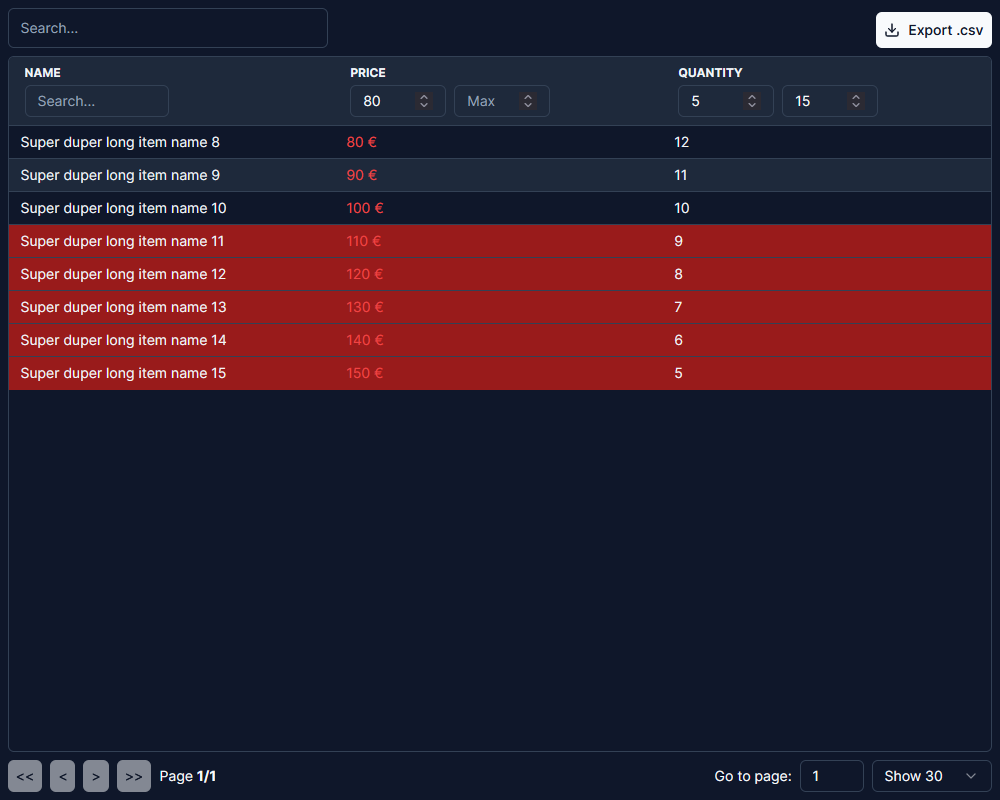 Search...
Export .csv
NAME PRICE QUANTITY
Search... 80 Max 5 15
Super duper long item name 8 80 € 12
Super duper long item name 9 90 € 11
Super duper long item name 10 100 € 10
Super duper long item name 11 110 € 9
Super duper long item name 12 120 € 8
Super duper long item name 13 130 € 7
Super duper long item name 14 140 € 6
Super duper long item name 15 150 € 5
<< < > >> Page 1/1 Go to page: 1 Show 30